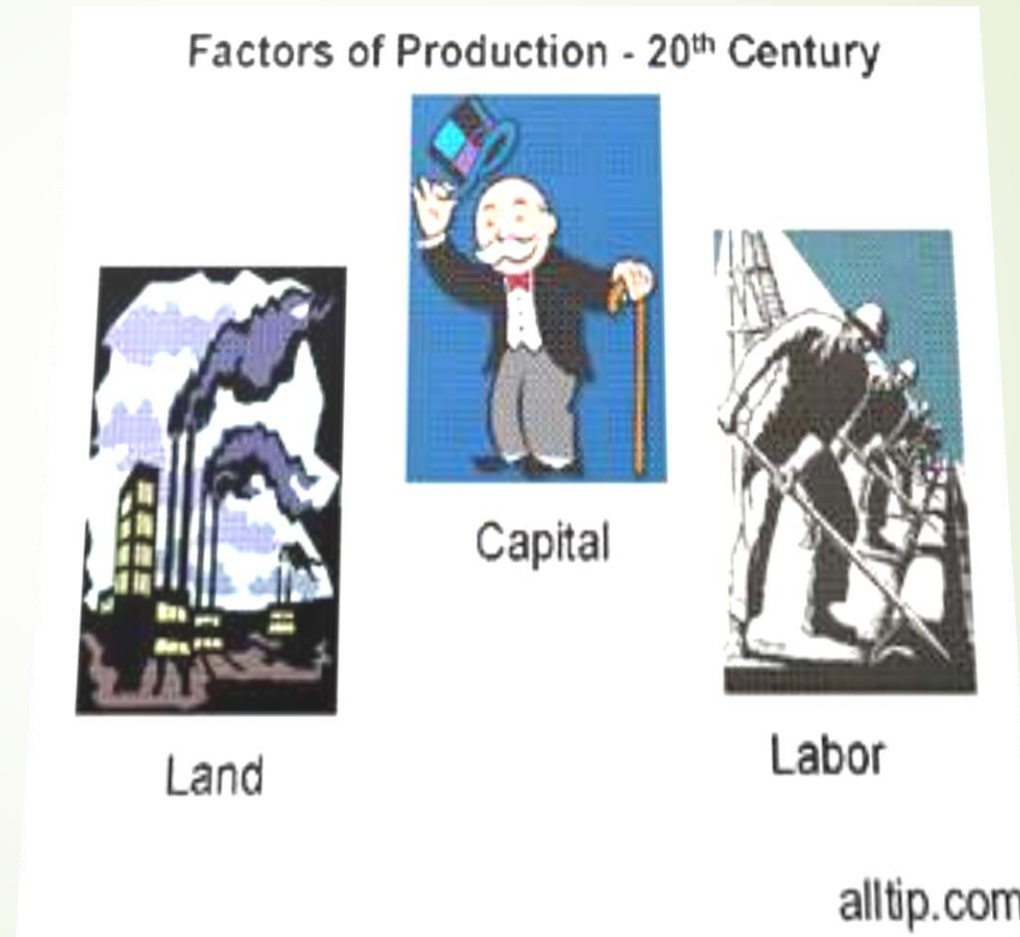 Factors of Production - 20th Century
Capital
Labor
Land
alltip.com